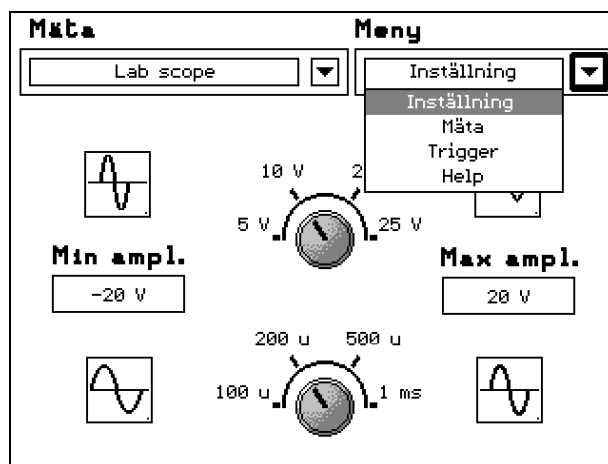 Mäta
Meny
Lab scope
Inställning
Inställning
Mäta
Trigger
Help
10 V
2
5 V
25 V
Min ampl.
Max ampl.
-20 V
20 V
200 u
500 u
100 u
1 ms